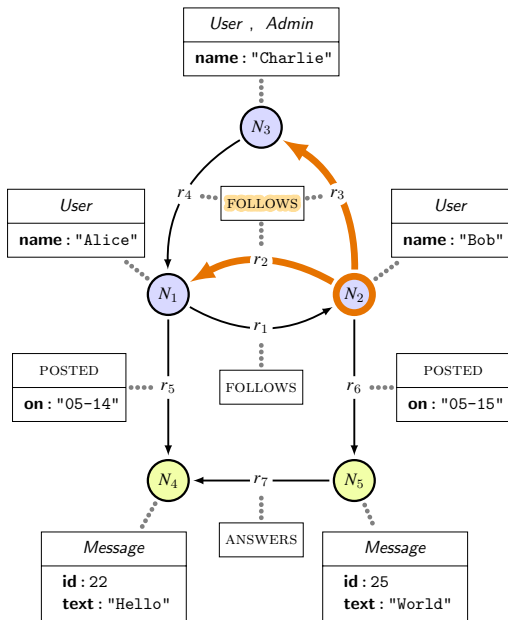 User , Admin
name : "Charlie"
N3
r4
FOLLOWS
r3
User
name : "Alice"
User
name : "Bob"
r2
N1
N2
r1
POSTED
on : "05-14"
r5
FOLLOWS
r6
POSTED
on : "05-15"
N4
r7
N5
ANSWERS
Message
id : 22
text : "Hello"
Message
id : 25
text : "World"